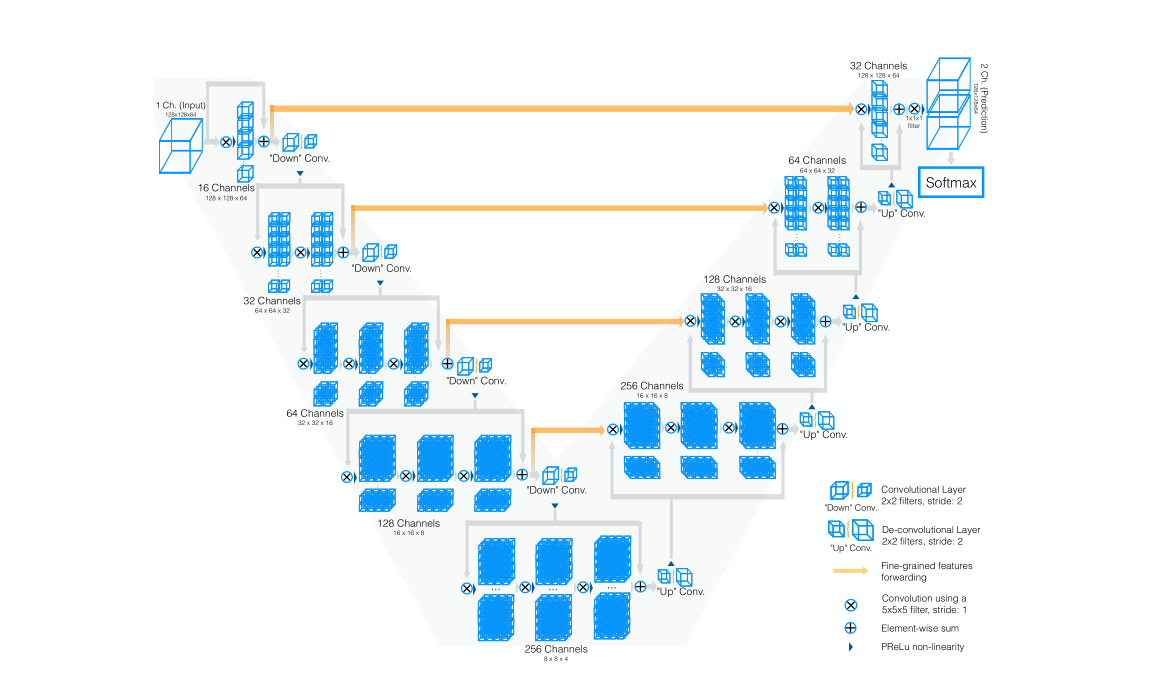 32 Channels
128 x 128 x 64
2 Ch. (Prediction)
128x128x64
1 Ch. (Input)
128x128x64
1x1x1
filter
"Down" Conv.
64 Channels
64 x 64 x 32
Softmax
16 Channels
128 x 128 x 64
"Up" Conv.
"Down" Conv.
128 Channels
32 x 32 x 16
32 Channels
64 x 64 x 32
"Up" Conv.
"Down" Conv.
256 Channels
16 x 16 x 8
64 Channels
32 x 32 x 16
"Up" Conv.
"Down" Conv.
128 Channels
16 x 16 x 8
...
...
...
"Up" Conv.
256 Channels
8 x 8 x 4
"Down" Conv.
Convolutional Layer
2x2 filters, stride: 2
"Up" Conv.
De-convolutional Layer
2x2 filters, stride: 2
Fine-grained features
forwarding
Convolution using a
5x5x5 filter, stride: 1
Element-wise sum
PReLu non-linearity